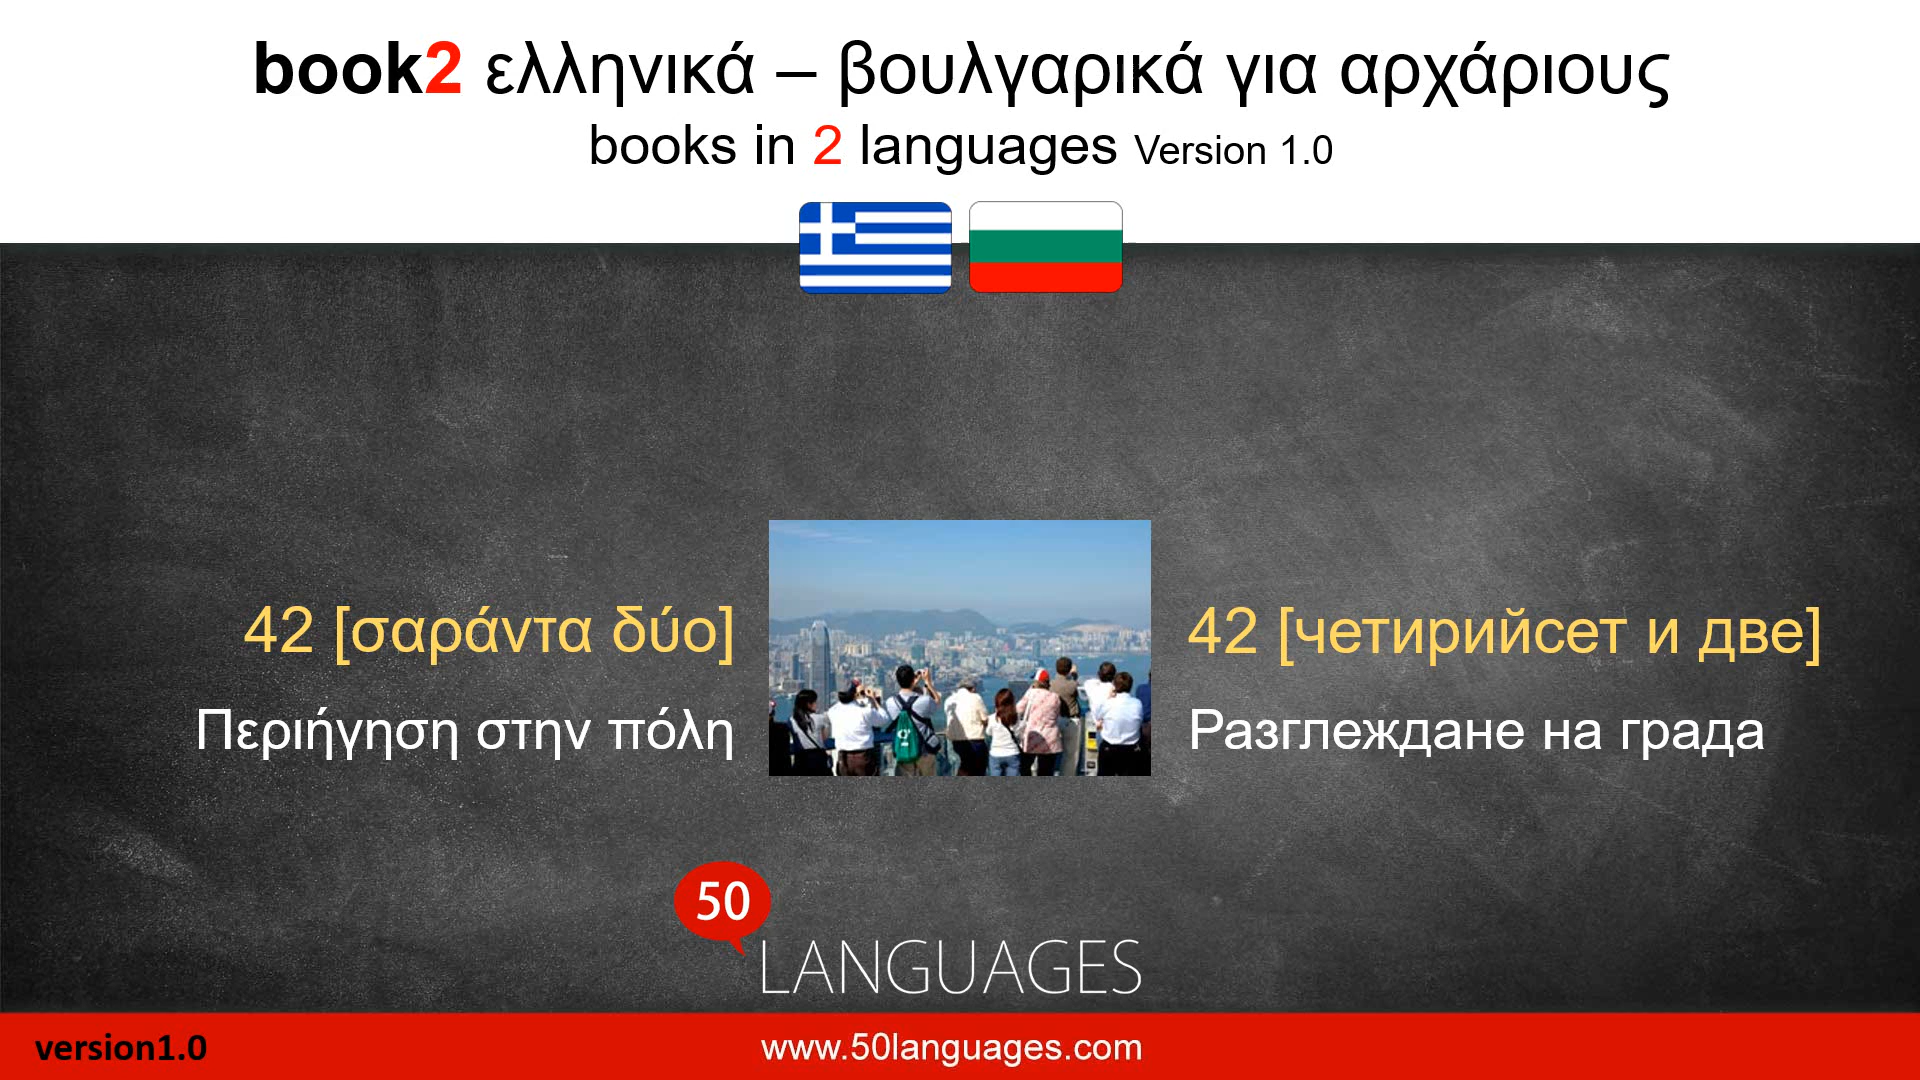 book2 ελληνικά – βουλγαρικά για αρχάριους
books in 2 languages Version 1.0
42 [σαράντα δύο]
Περιήγηση στην πόλη
42 [четирийсет и две]
Разглеждане на града
50
LANGUAGES
version1.0
www.50languages.com